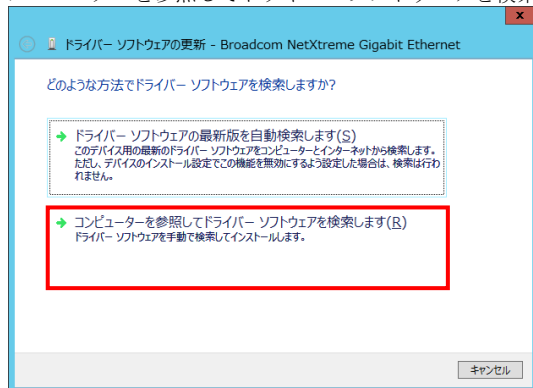 ドライバー ソフトウェアの更新 - Broadcom NetXtreme Gigabit Ethernet
どのような方法でドライバー ソフトウェアを検索しますか?
ドライバー ソフトウェアの最新版を自動検索します(S)
このデバイス用の最新のドライバー ソフトウェアをコンピューターとインターネットから検索します。
ただし、デバイスのインストール設定でこの機能を無効にするよう設定した場合は、検索は行わ
れません。
コンピューターを参照してドライバー ソフトウェアを検索します(R)
ドライバー ソフトウェアを手動で検索してインストールします。
キャンセル